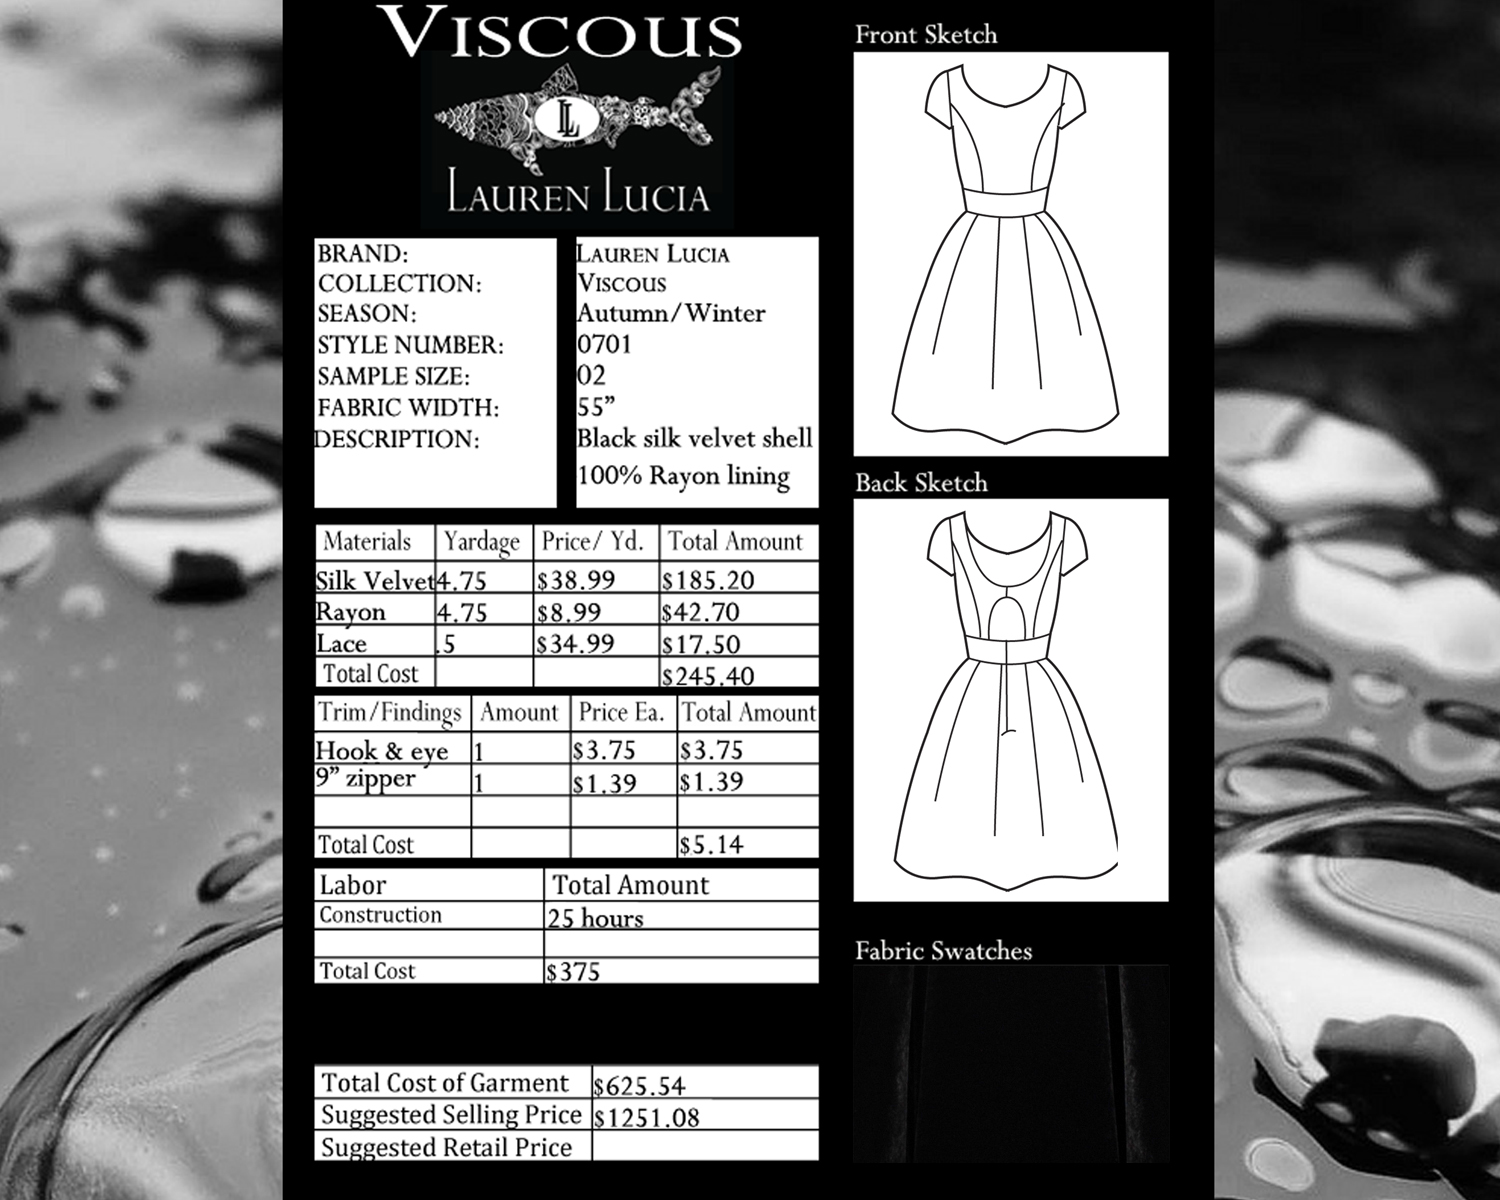 VISCOUS
LL
LAUREN LUCIA
BRAND: LAUREN LUCIA
COLLECTION: VISCOUS
SEASON: Autumn/Winter
STYLE NUMBER: 0701
SAMPLE SIZE: 02
FABRIC WIDTH: 55”
DESCRIPTION: Black silk velvet shell
100% Rayon lining
Materials Yardage Price/ Yd. Total Amount
Silk Velvet 4.75 $38.99 $185.20
Rayon 4.75 $8.99 $42.70
Lace .5 $34.99 $17.50
Total Cost $245.40
Trim/Findings Amount Price Ea. Total Amount
Hook & eye 1 $3.75 $3.75
9” zipper 1 $1.39 $1.39
Total Cost $5.14
Labor Total Amount
Construction 25 hours
Total Cost $375
Total Cost of Garment $625.54
Suggested Selling Price $1251.08
Suggested Retail Price
Front Sketch
Back Sketch
Fabric Swatches